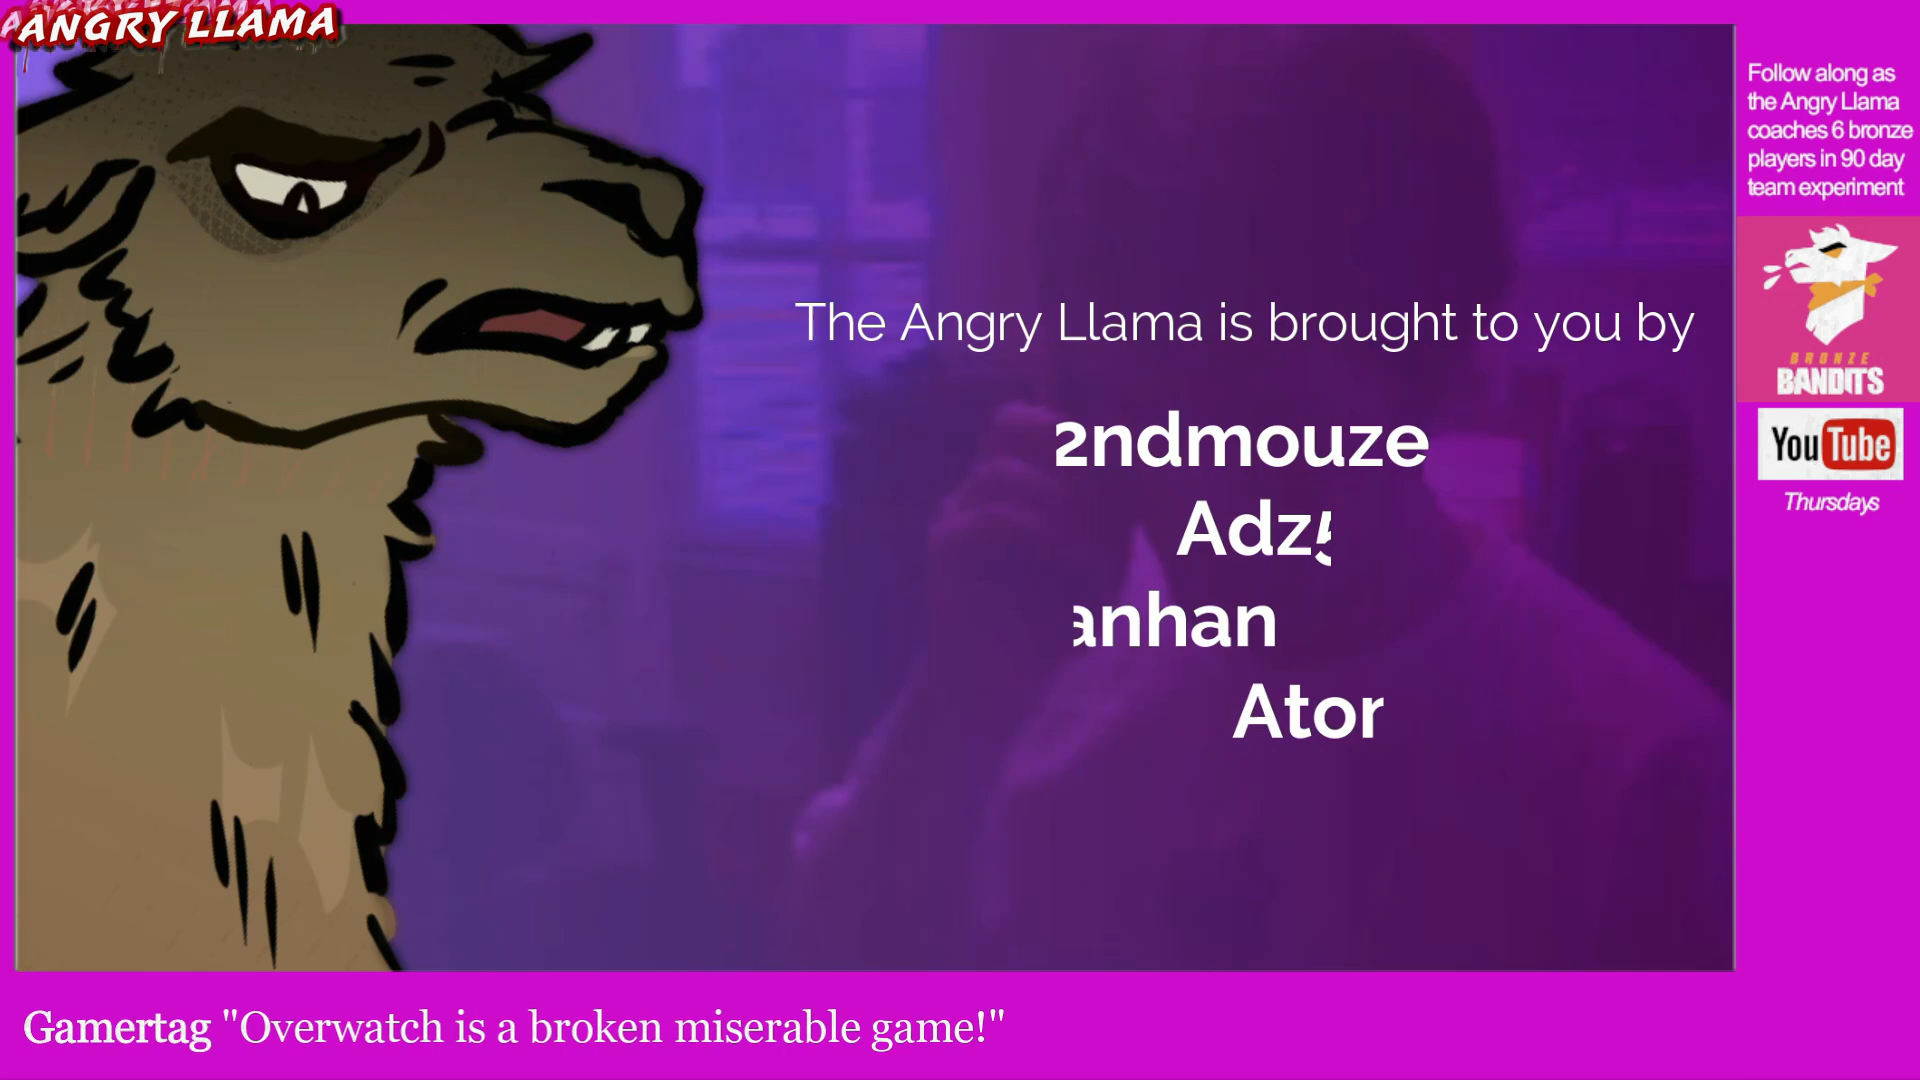 ANGRY LLAMA
Follow along as
the Angry Llama
coaches 6 bronze
players in 90 day
team experiment
BRONZE
BANDITS
YouTube
Thursdays
The Angry Llama is brought to you by
2ndmouze
Adz5
anhan
Ator
Gamertag "Overwatch is a broken miserable game!"